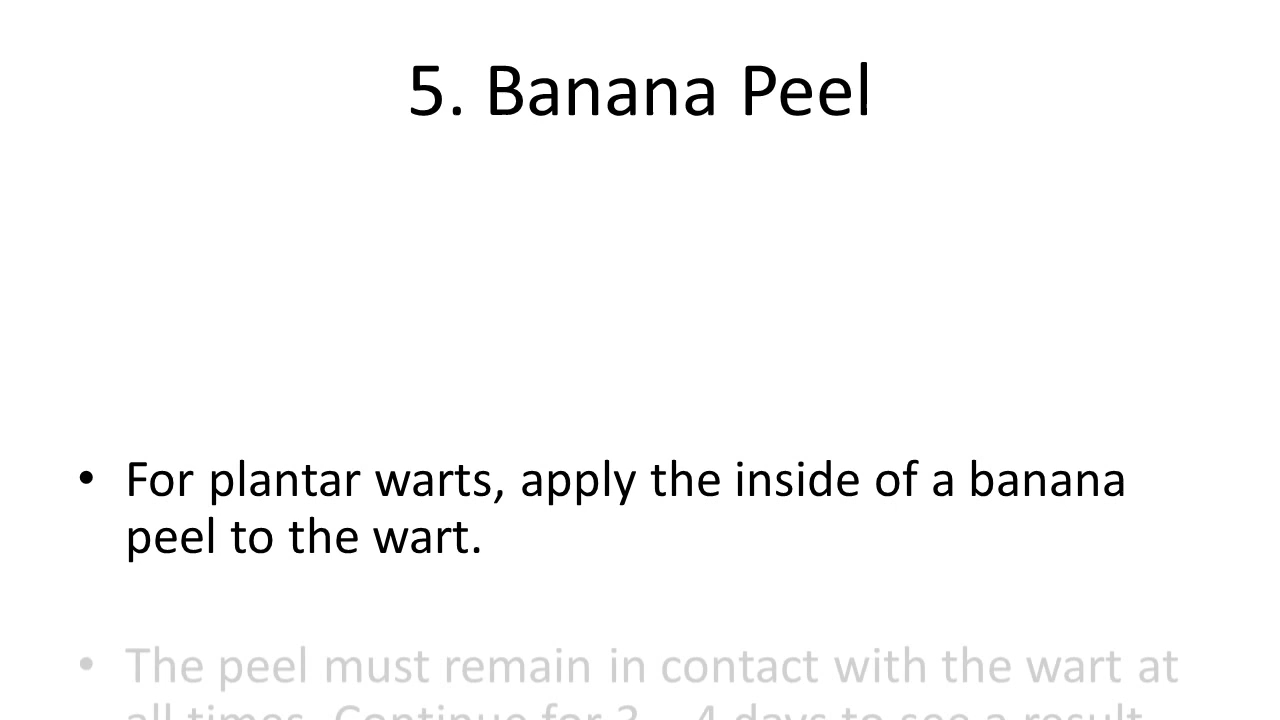 5. Banana Peel
• For plantar warts, apply the inside of a banana
peel to the wart.
• The peel must remain in contact with the wart at
all times. Continue for 3 – 4 days to see a result.